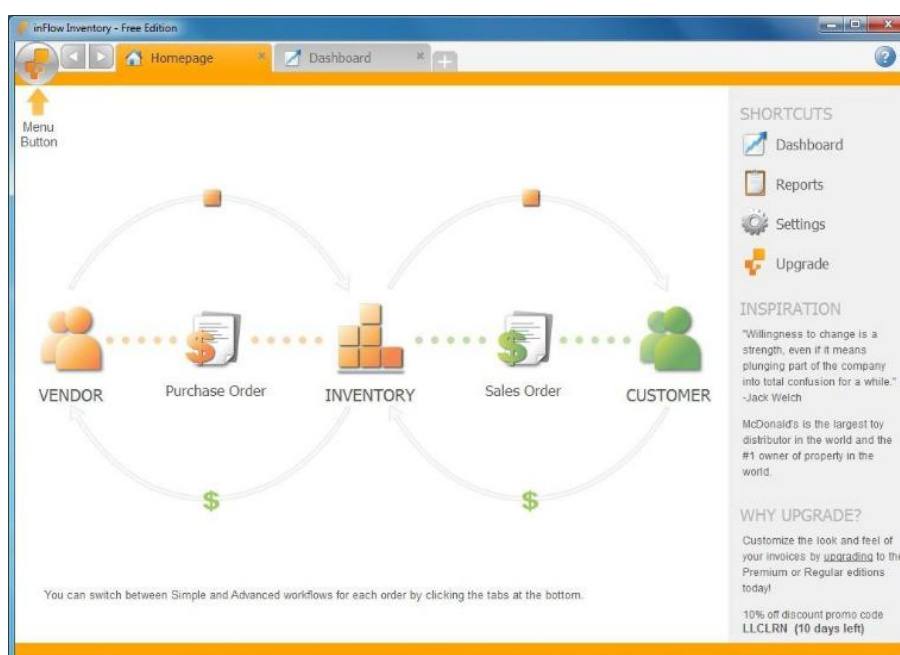 inFlow Inventory - Free Edition
Homepage
Dashboard
Menu
Button
VENDOR
Purchase Order
INVENTORY
Sales Order
CUSTOMER
You can switch between Simple and Advanced workflows for each order by clicking the tabs at the bottom.
SHORTCUTS
Dashboard
Reports
Settings
Upgrade
INSPIRATION
"Willingness to change is a
strength, even if it means
plunging part of the company
into total confusion for a while."
-Jack Welch
McDonald's is the largest toy
distributor in the world and the
#1 owner of property in the
world.
WHY UPGRADE?
Customize the look and feel of
your invoices by upgrading to the
Premium or Regular editions
today!
10% off discount promo code
LLCLRN (10 days left)